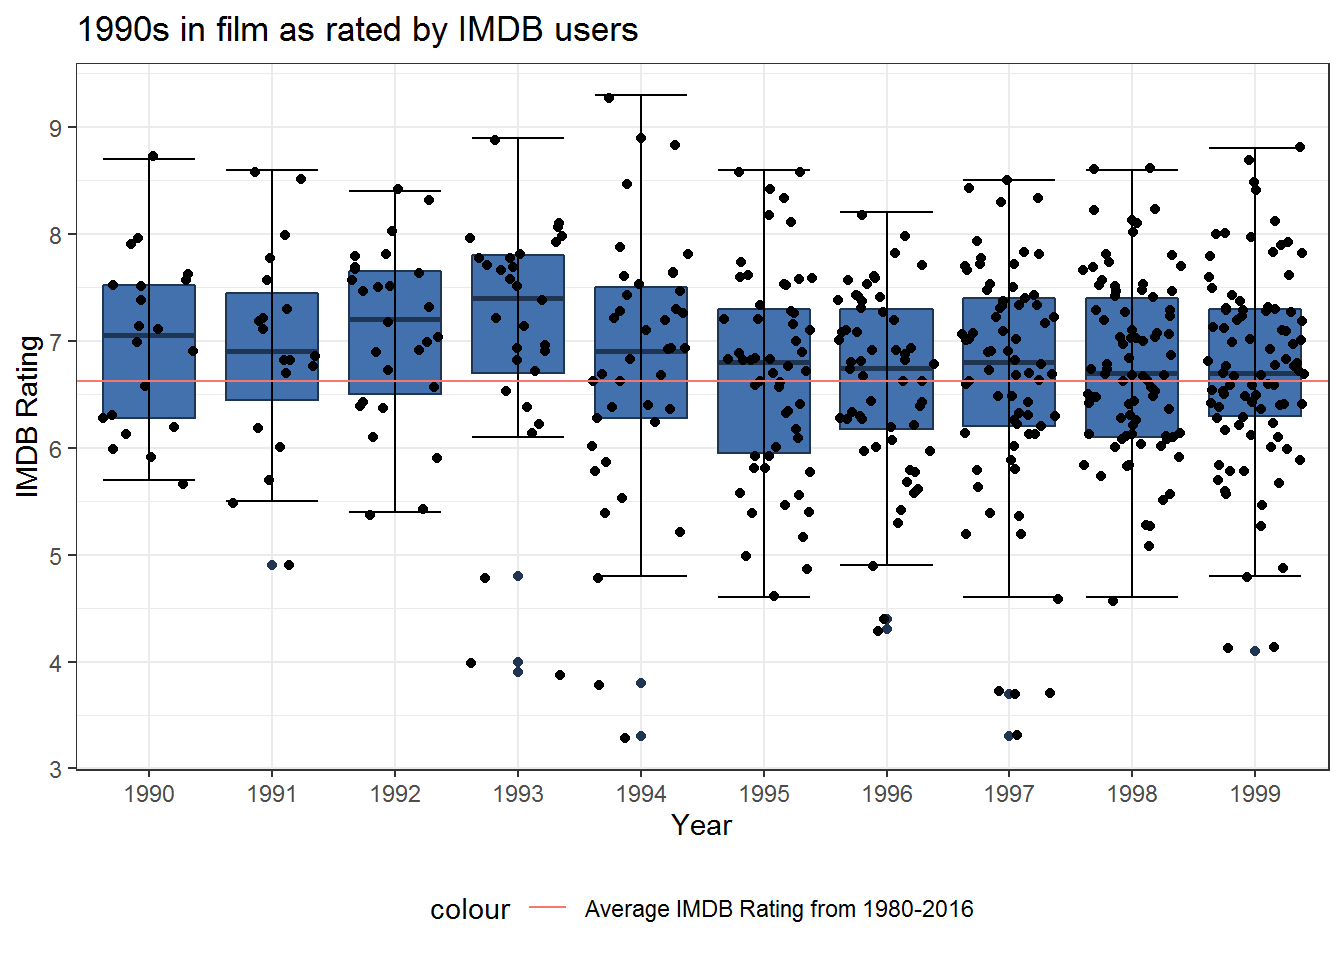 1990s in film as rated by IMDB users
IMDB Rating
9
8
7
6
5
4
3
1990 1991 1992 1993 1994 1995 1996 1997 1998 1999
Year
colour Average IMDB Rating from 1980-2016